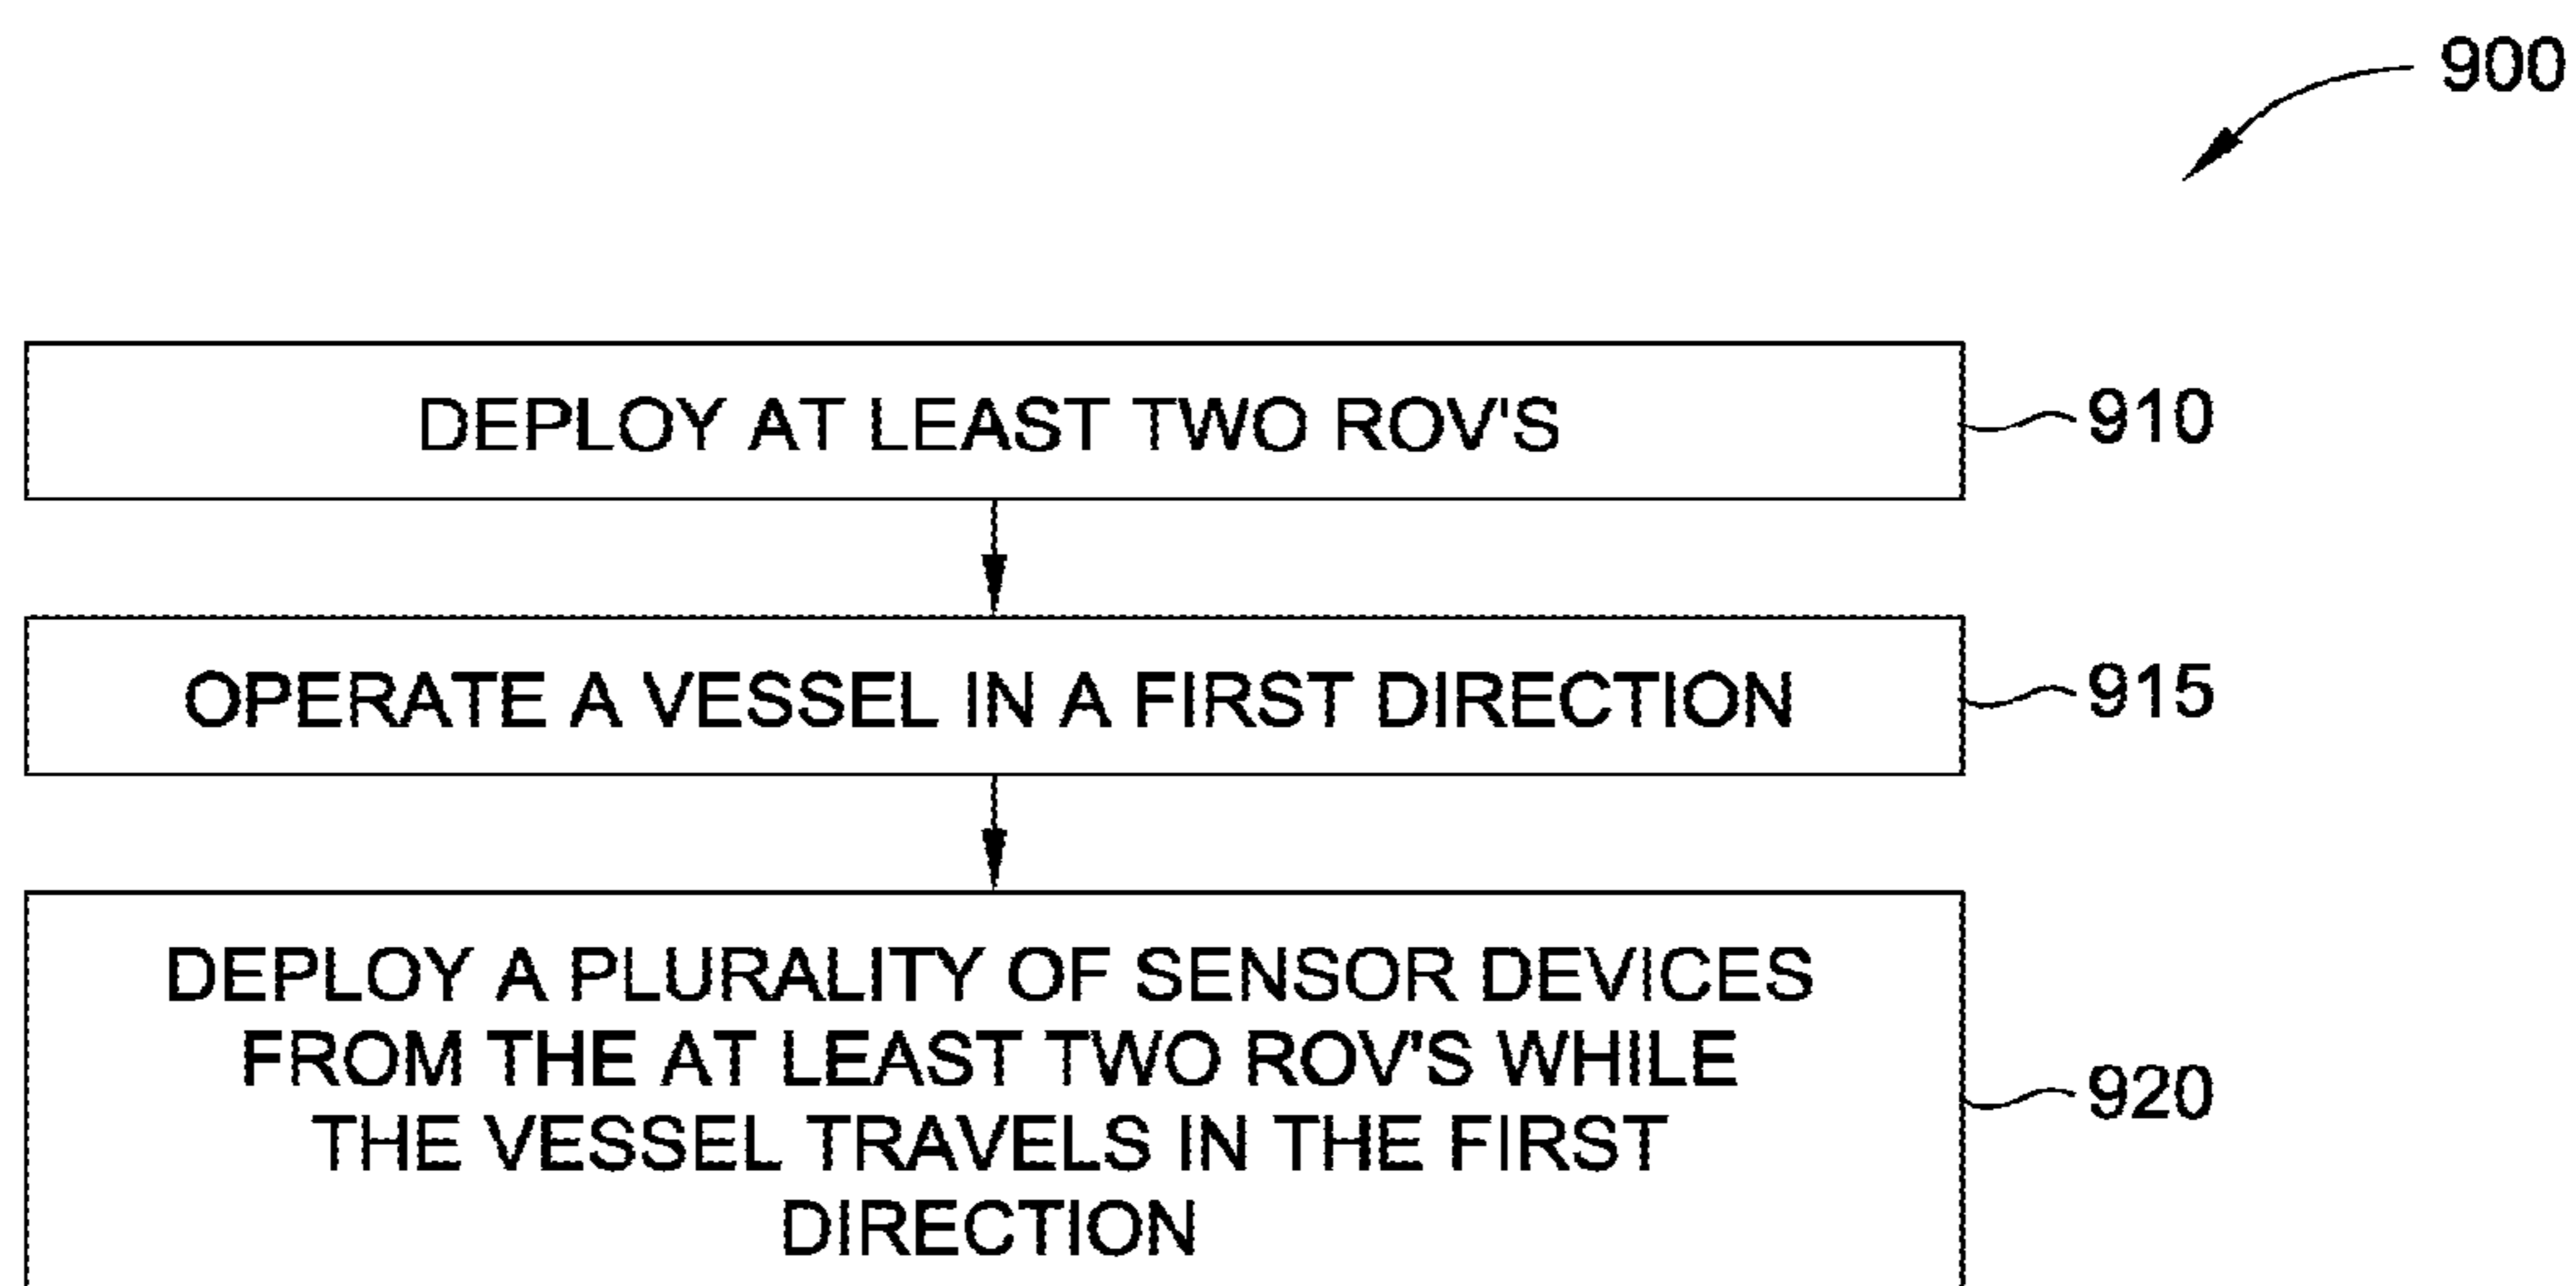 900
DEPLOY AT LEAST TWO ROV'S
910
OPERATE A VESSEL IN A FIRST DIRECTION
915
DEPLOY A PLURALITY OF SENSOR DEVICES
FROM THE AT LEAST TWO ROV'S WHILE
THE VESSEL TRAVELS IN THE FIRST
DIRECTION
920